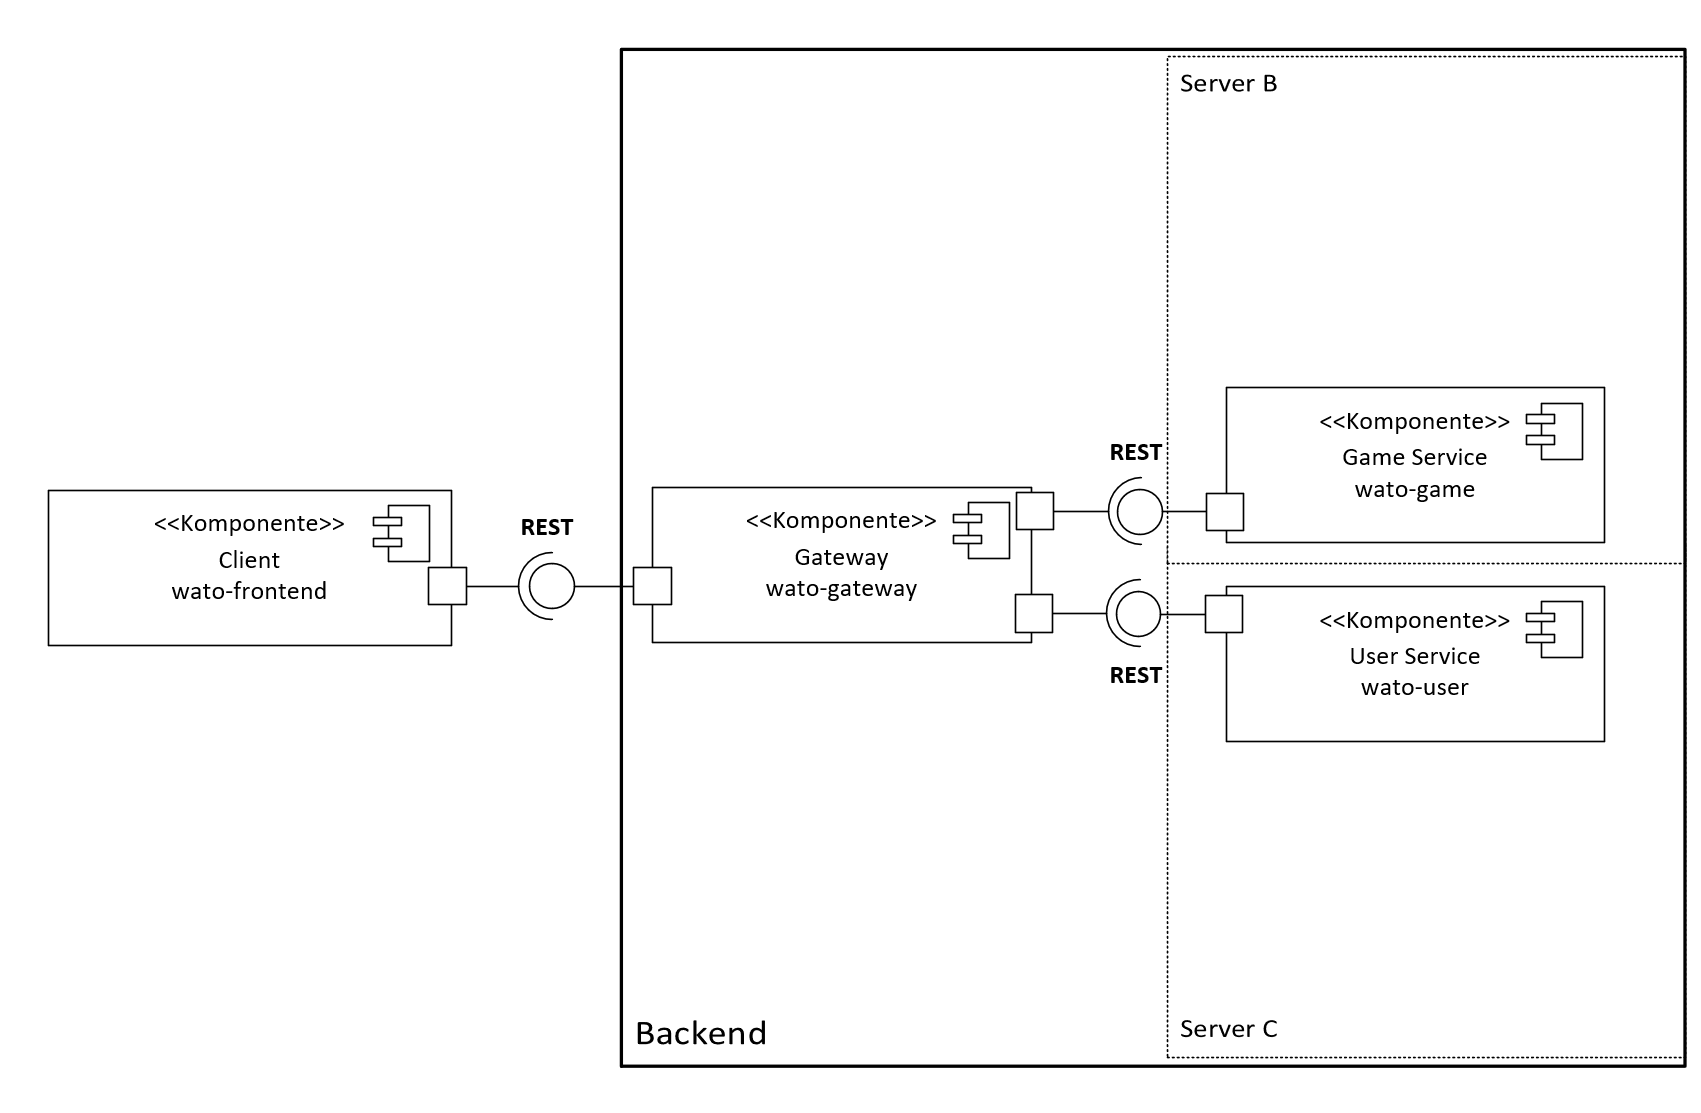 Server B
<<Komponente>>
Client
wato-frontend
REST
<<Komponente>>
Gateway
wato-gateway
REST
<<Komponente>>
Game Service
wato-game
REST
<<Komponente>>
User Service
wato-user
Backend
Server C